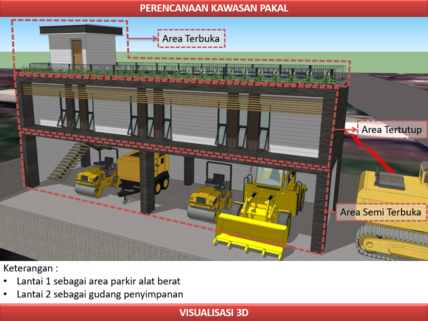 PERENCANAAN KAWASAN PAKAL
Area Terbuka
Area Tertutup
Area Semi Terbuka
Keterangan :
• Lantai 1 sebagai area parkir alat berat
• Lantai 2 sebagai gudang penyimpanan
VISUALISASI 3D